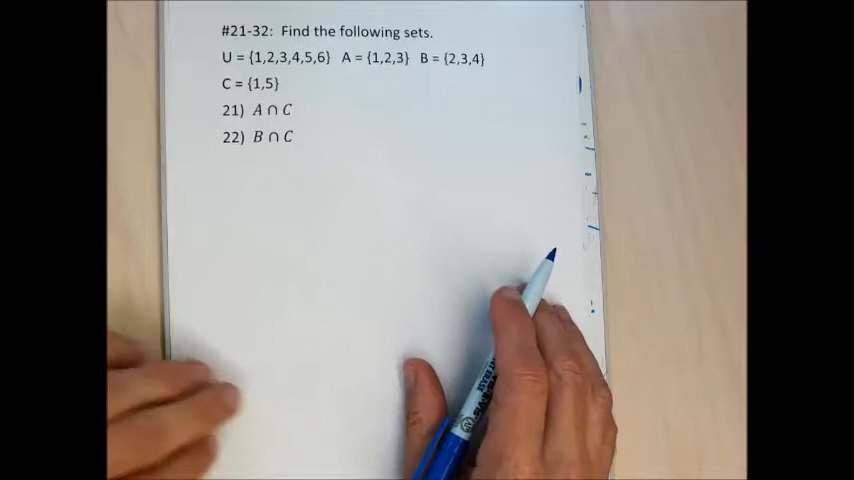 #21-32: Find the following sets.
U = {1,2,3,4,5,6} A = {1,2,3} B = {2,3,4}
C = {1,5}
21) A ∩ C
22) B ∩ C